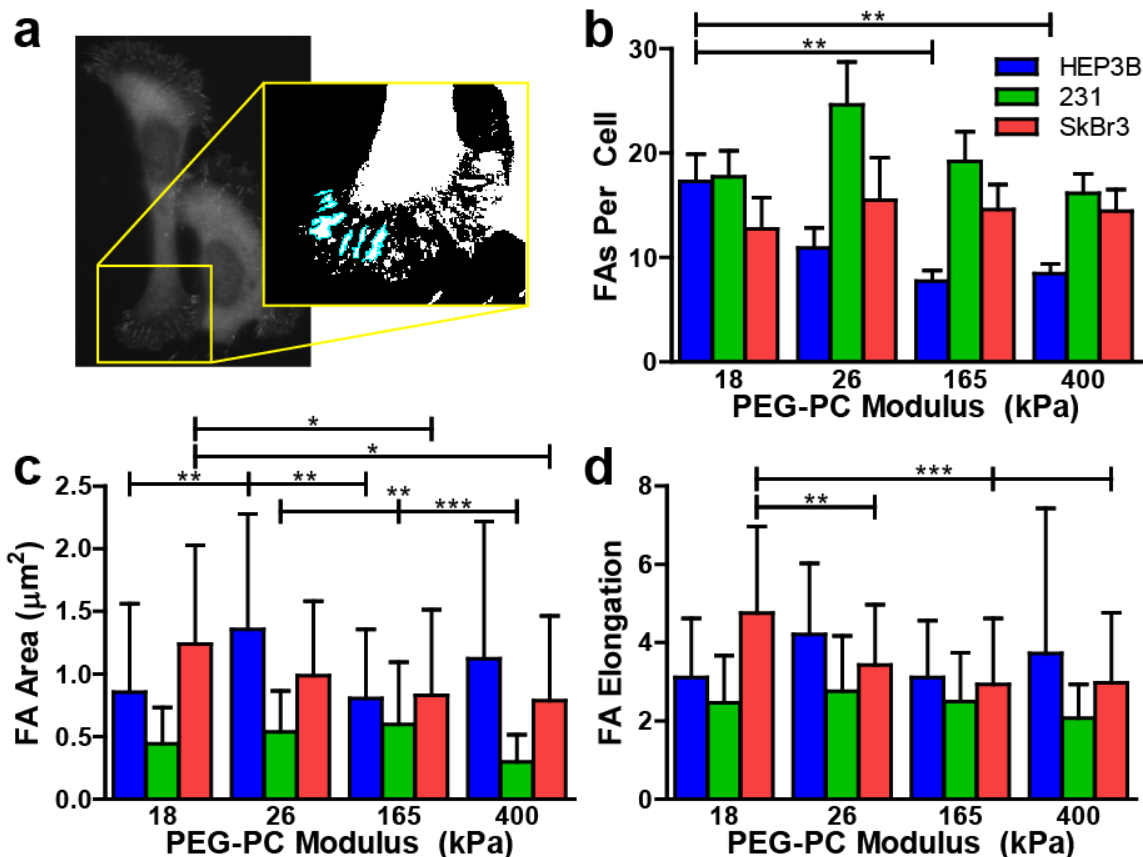 a
b
**
**
30
20
10
0
FAs Per Cell
HEP3B
231
SkBr3
18 26 165 400
PEG-PC Modulus (kPa)
c
*
*
** **
** ***
2.5
2.0
1.5
1.0
0.5
0.0
FA Area (μm²)
18 26 165 400
PEG-PC Modulus (kPa)
d
***
**
8
6
4
2
0
FA Elongation
18 26 165 400
PEG-PC Modulus (kPa)